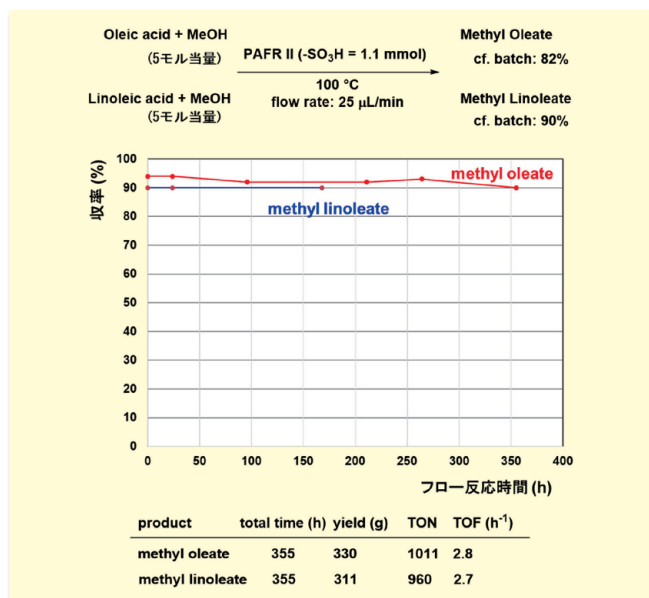 Oleic acid + MeOH
(5モル当量)
Linoleic acid + MeOH
(5モル当量)
PAFR II (-SO₃H = 1.1 mmol)
100 °C
flow rate: 25 μL/min
Methyl Oleate
cf. batch: 82%
Methyl Linoleate
cf. batch: 90%
収率 (%)
100
90
80
70
60
50
40
30
20
10
0
methyl oleate
methyl linoleate
0 50 100 150 200 250 300 350 400
フロー反応時間 (h)
product total time (h) yield (g) TON TOF (h⁻¹)
methyl oleate 355 330 1011 2.8
methyl linoleate 355 311 960 2.7